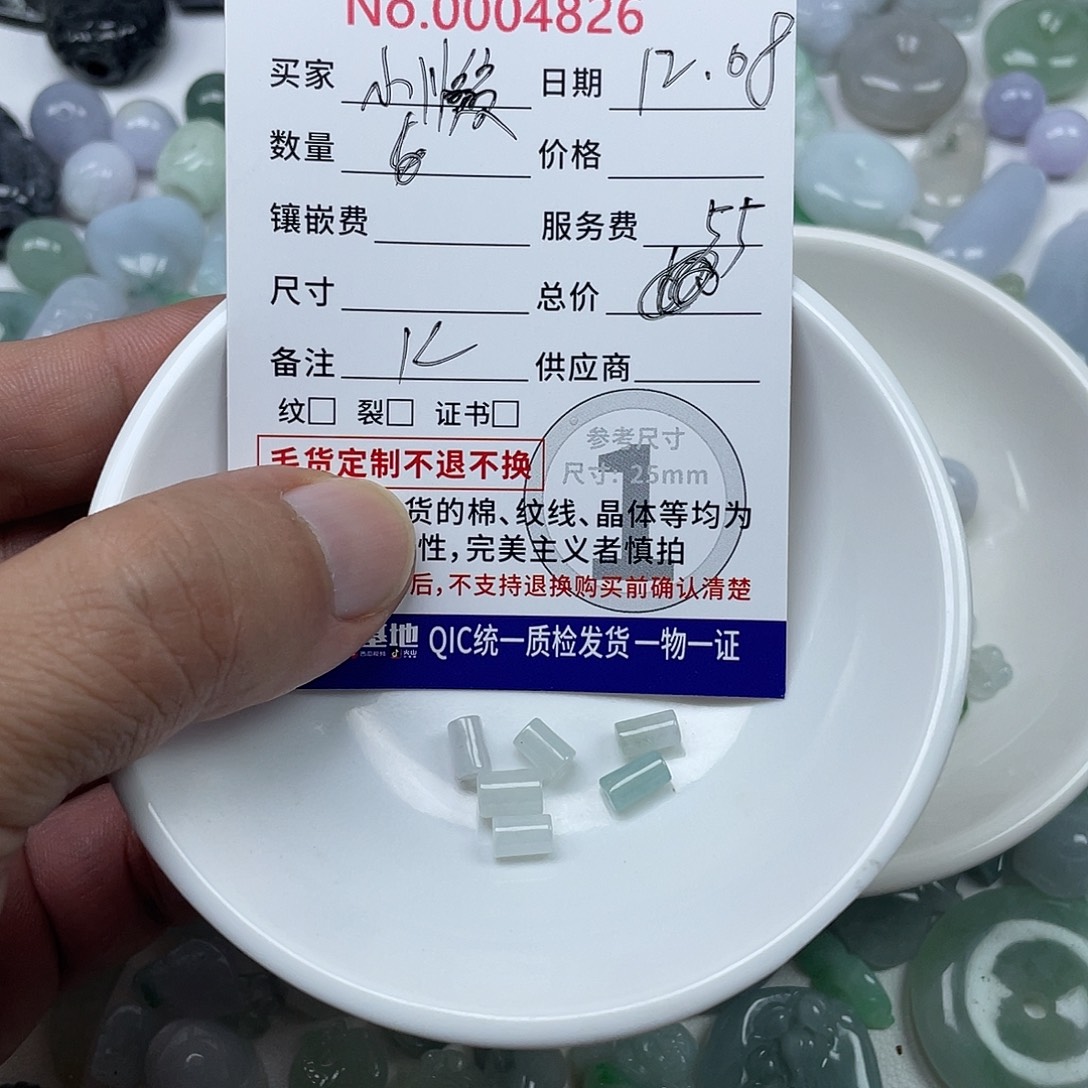 No.0004826
买家 小 日期 12.08
数量 6 价格
镶嵌费 服务费 55
尺寸 总价
备注 K 供应商
纹□ 裂□ 证书□
毛货定制不退不换
参考尺寸
尺寸: 25mm
1
货的棉、纹线、晶体等均为
性,完美主义者慎拍
后,不支持退换购买前确认清楚
基地 QIC统一质检发货 一物一证